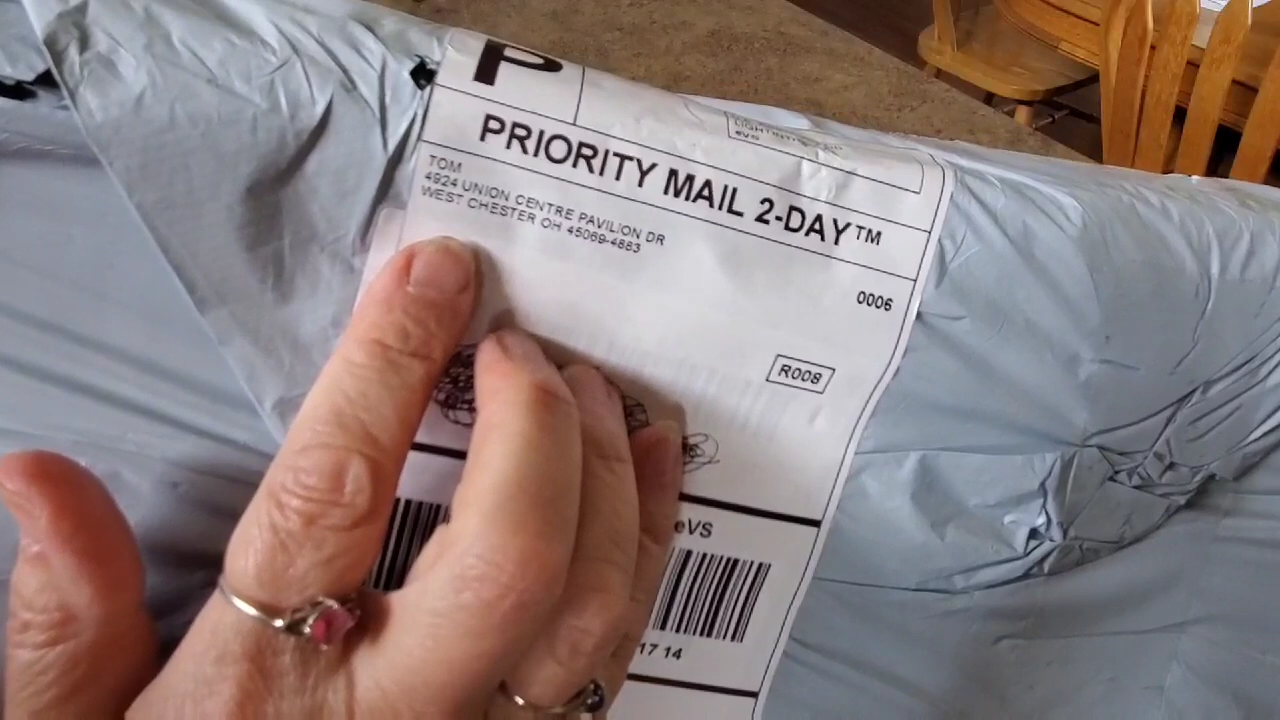 P
eVS
PRIORITY MAIL 2-DAY™
TOM
4924 UNION CENTRE PAVILION DR
WEST CHESTER OH 45069-4883
0006
R008
eVS
17 14